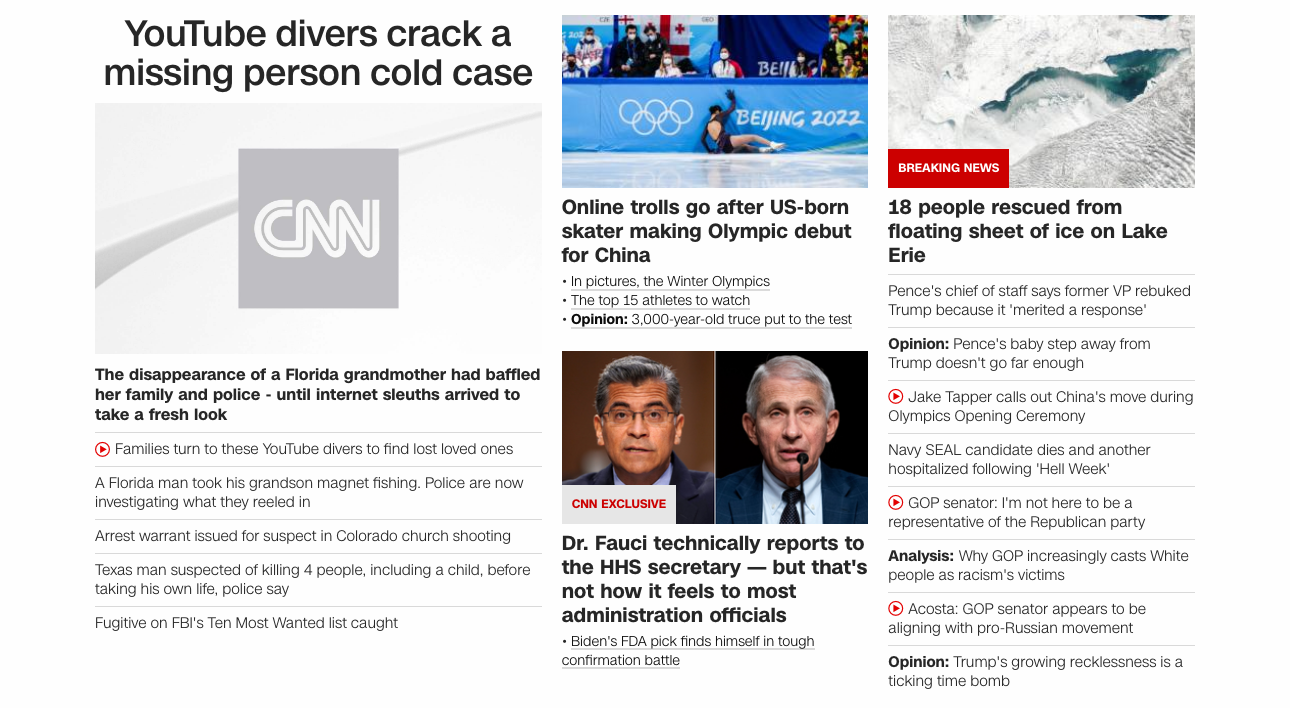 YouTube divers crack a
missing person cold case
CNN
The disappearance of a Florida grandmother had baffled
her family and police - until internet sleuths arrived to
take a fresh look
Families turn to these YouTube divers to find lost loved ones
A Florida man took his grandson magnet fishing. Police are now
investigating what they reeled in
Arrest warrant issued for suspect in Colorado church shooting
Texas man suspected of killing 4 people, including a child, before
taking his own life, police say
Fugitive on FBI's Ten Most Wanted list caught
CZE
GEO
BEIJI
BEIJING 2022
Online trolls go after US-born
skater making Olympic debut
for China
• In pictures, the Winter Olympics
• The top 15 athletes to watch
• Opinion: 3,000-year-old truce put to the test
CNN EXCLUSIVE
Dr. Fauci technically reports to
the HHS secretary — but that's
not how it feels to most
administration officials
• Biden's FDA pick finds himself in tough
confirmation battle
BREAKING NEWS
18 people rescued from
floating sheet of ice on Lake
Erie
Pence's chief of staff says former VP rebuked
Trump because it 'merited a response'
Opinion: Pence's baby step away from
Trump doesn't go far enough
Jake Tapper calls out China's move during
Olympics Opening Ceremony
Navy SEAL candidate dies and another
hospitalized following 'Hell Week'
GOP senator: I'm not here to be a
representative of the Republican party
Analysis: Why GOP increasingly casts White
people as racism's victims
Acosta: GOP senator appears to be
aligning with pro-Russian movement
Opinion: Trump's growing recklessness is a
ticking time bomb